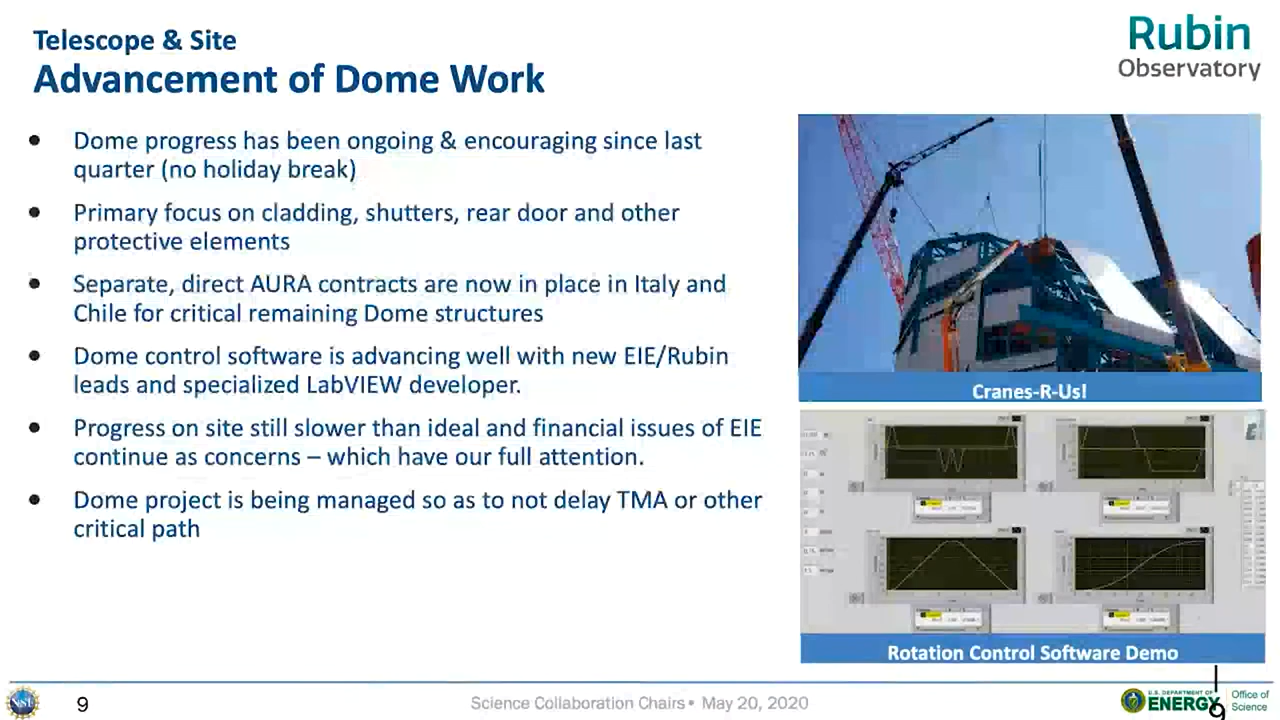 Telescope & Site
Advancement of Dome Work
Rubin
Observatory
● Dome progress has been ongoing & encouraging since last
quarter (no holiday break)
● Primary focus on cladding, shutters, rear door and other
protective elements
● Separate, direct AURA contracts are now in place in Italy and
Chile for critical remaining Dome structures
● Dome control software is advancing well with new EIE/Rubin
leads and specialized LabVIEW developer.
● Progress on site still slower than ideal and financial issues of EIE
continue as concerns – which have our full attention.
● Dome project is being managed so as to not delay TMA or other
critical path
Cranes-R-Us!
Rotation Control Software Demo
NSF
9
Science Collaboration Chairs • May 20, 2020
U.S. DEPARTMENT OF
ENERGY
Office of
Science
9